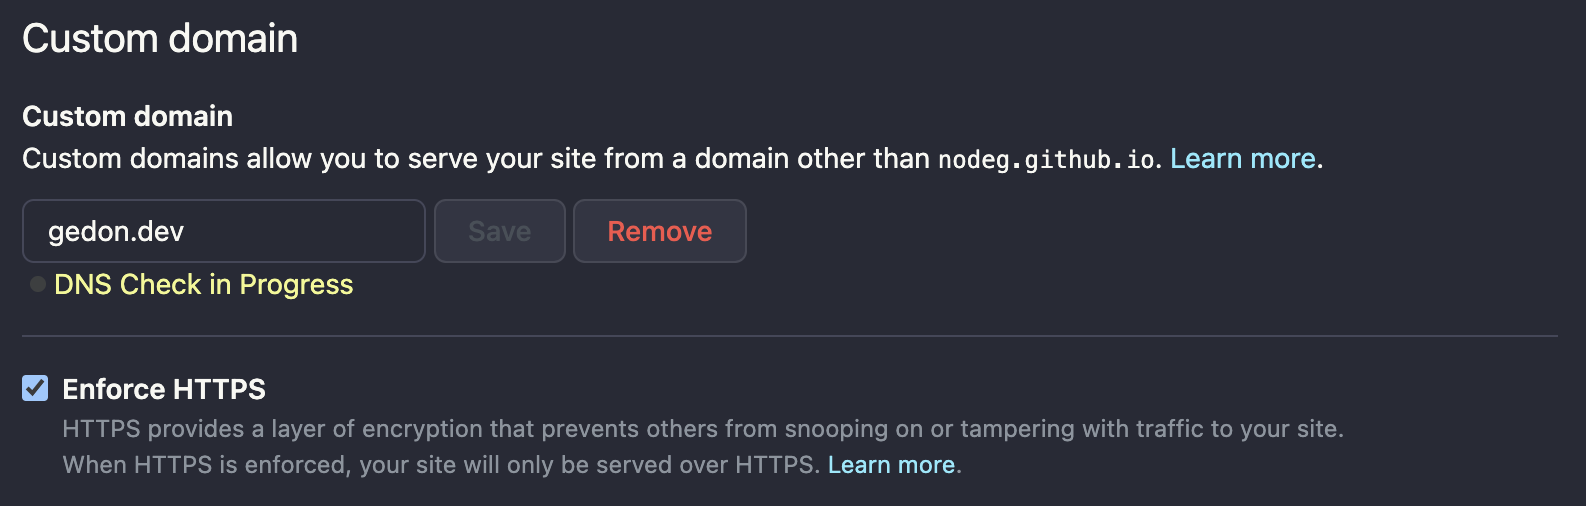 Custom domain
Custom domain
Custom domains allow you to serve your site from a domain other than nodeg.github.io. Learn more.
gedon.dev Save Remove
DNS Check in Progress
Enforce HTTPS
HTTPS provides a layer of encryption that prevents others from snooping on or tampering with traffic to your site.
When HTTPS is enforced, your site will only be served over HTTPS. Learn more.